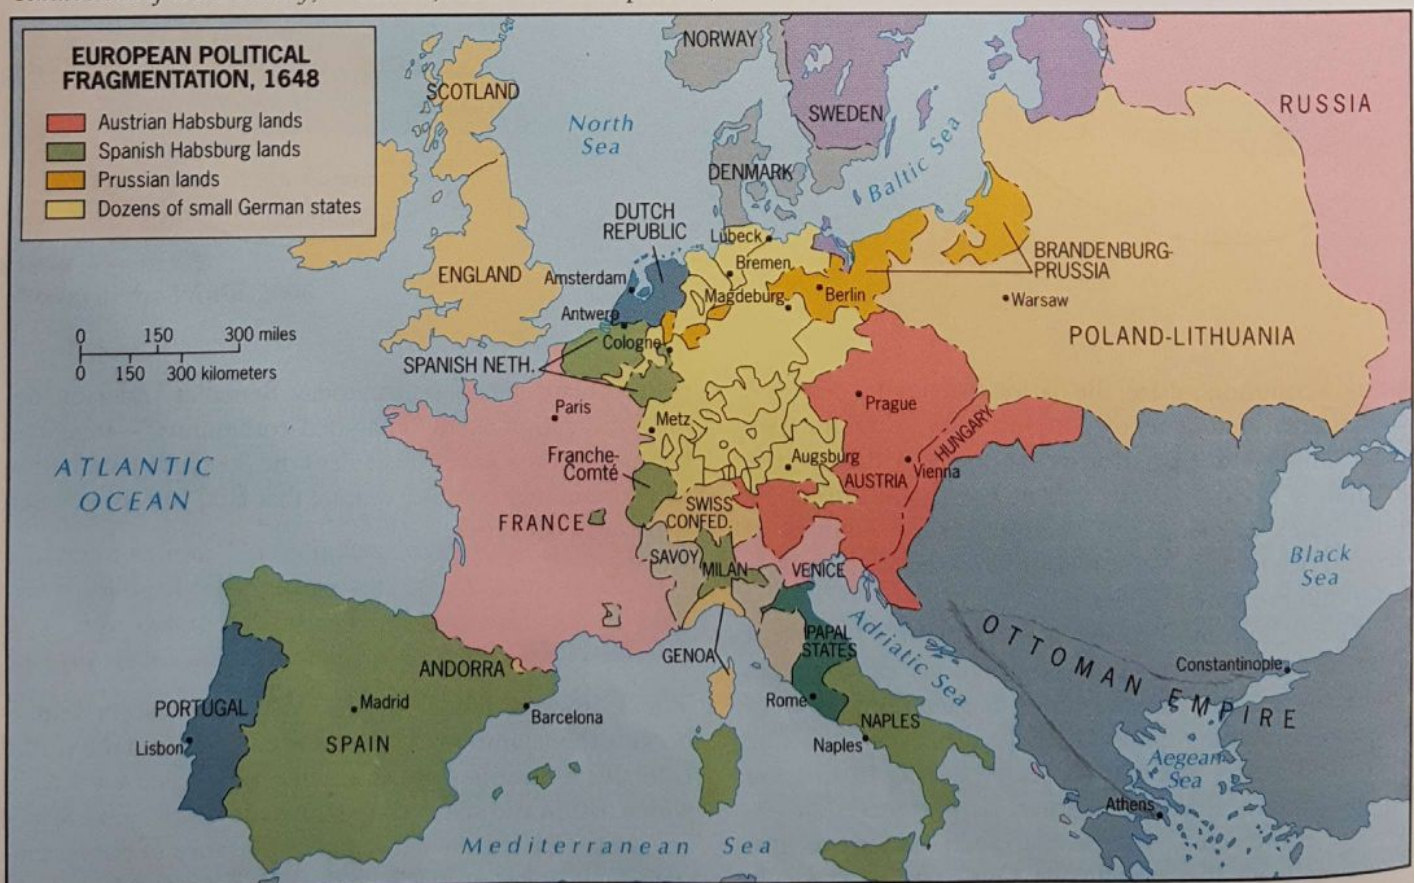 EUROPEAN POLITICAL
FRAGMENTATION, 1648
Austrian Habsburg lands
Spanish Habsburg lands
Prussian lands
Dozens of small German states
NORWAY
SCOTLAND
RUSSIA
SWEDEN
North
Sea
Baltic Sea
DENMARK
DUTCH
REPUBLIC
Lübeck
BRANDENBURG-
PRUSSIA
ENGLAND
Amsterdam
Bremen
Magdeburg
Berlin
Warsaw
Antwerp
0 150 300 miles
0 150 300 kilometers
Cologne
POLAND-LITHUANIA
SPANISH NETH.
Paris
Prague
Metz
HUNGARY
Franche-
Comté
Augsburg
Vienna
AUSTRIA
ATLANTIC
OCEAN
SWISS
CONFED.
FRANCE
SAVOY
MILAN
VENICE
Black
Sea
Adriatic Sea
PAPAL
STATES
OTTOMAN EMPIRE
GENOA
ANDORRA
Constantinople
Rome
PORTUGAL
Madrid
Barcelona
NAPLES
Lisbon
SPAIN
Naples
Aegean
Sea
Athens
Mediterranean Sea